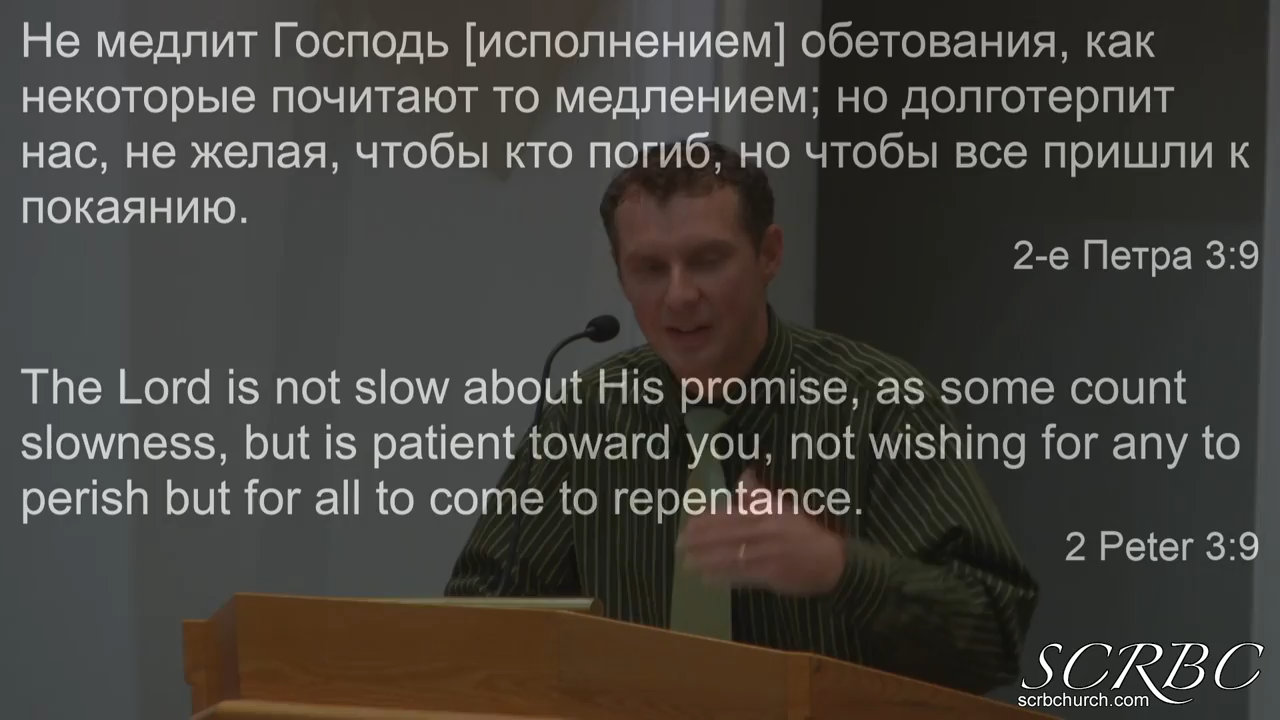 Не медлит Господь [исполнением] обетования, как
некоторые почитают то медлением; но долготерпит
нас, не желая, чтобы кто погиб, но чтобы все пришли к
покаянию.
2-е Петра 3:9
The Lord is not slow about His promise, as some count
slowness, but is patient toward you, not wishing for any to
perish but for all to come to repentance.
2 Peter 3:9
SCRBC
scrbchurch.com